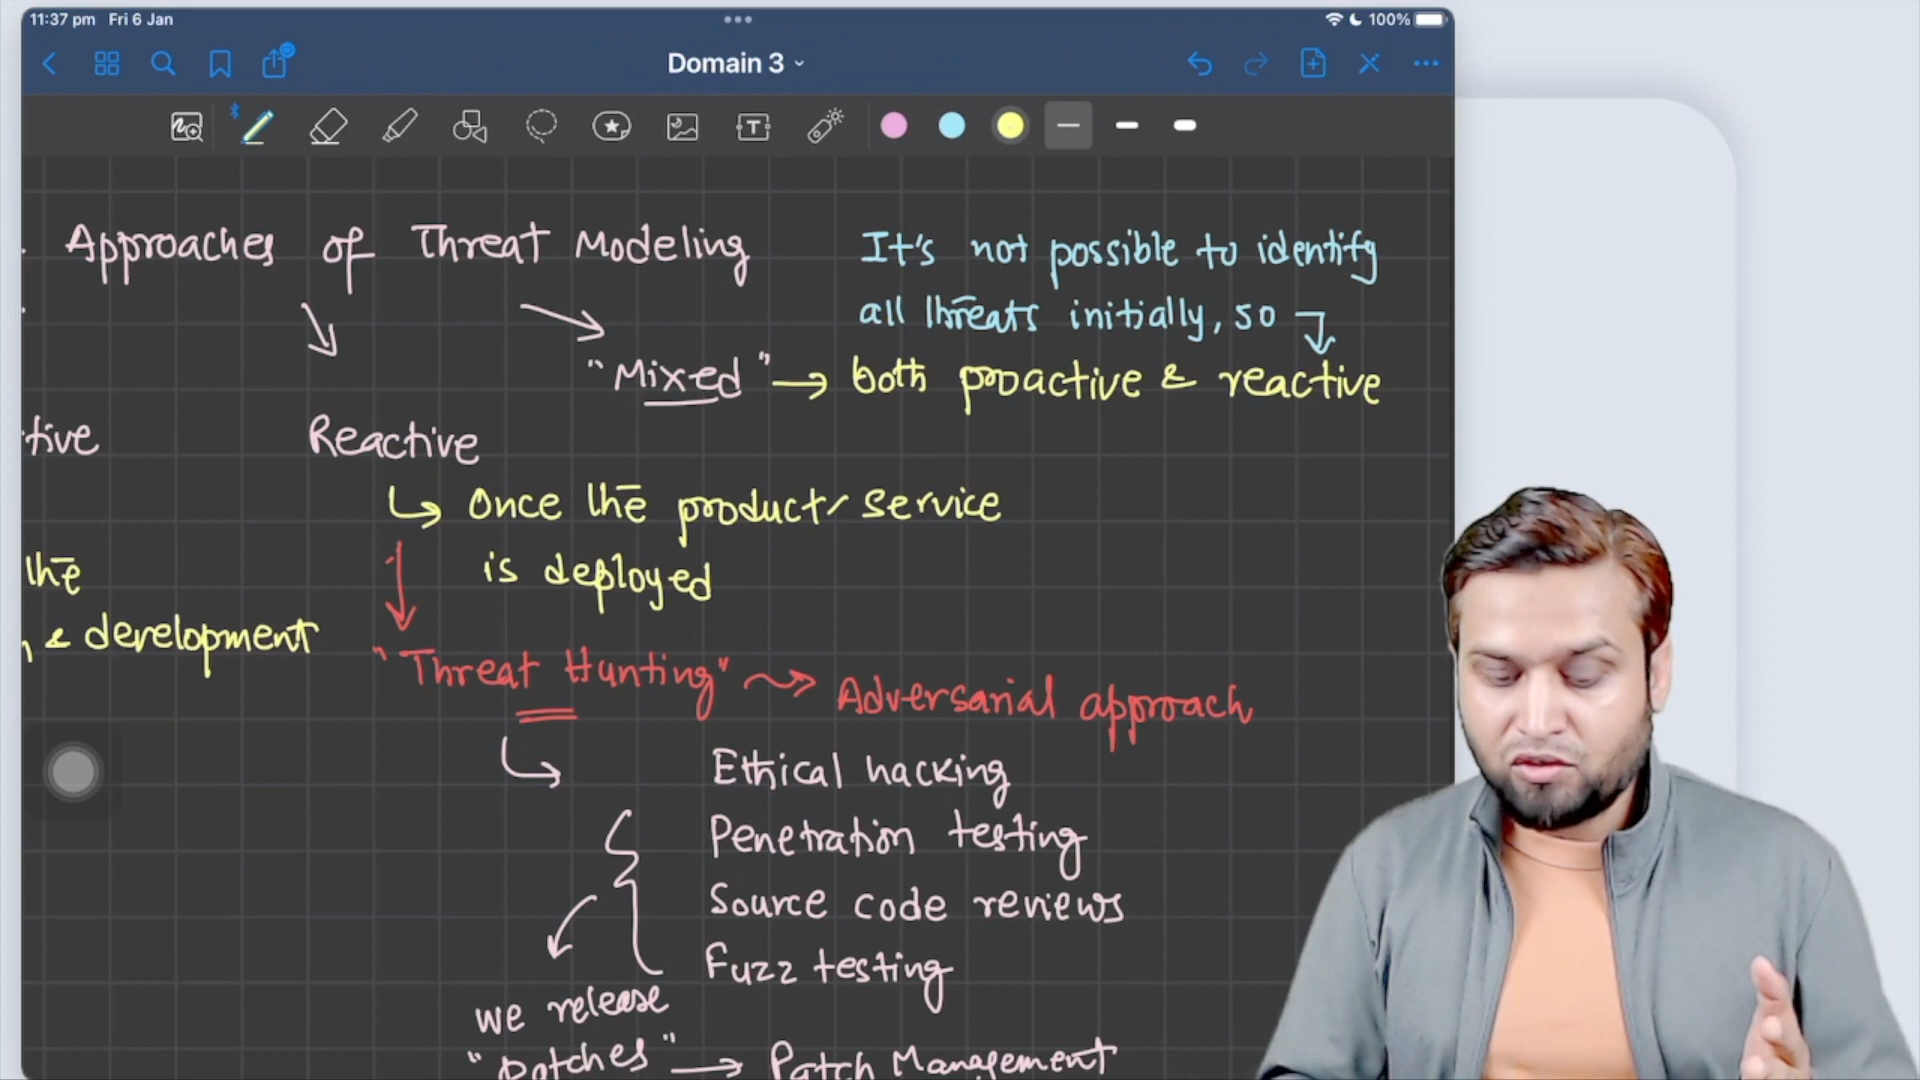 11:37 pm Fri 6 Jan
100%
Domain 3
Approaches of Threat Modeling
It's not possible to identify
all threats initially, so
"Mixed" → both proactive & reactive
tive
Reactive
↳ Once the product/service
is deployed
the
& development
"Threat Hunting" Adversarial approach
Ethical hacking
Penetration testing
Source code reviews
Fuzz testing
we release
"Patches" → Patch Management